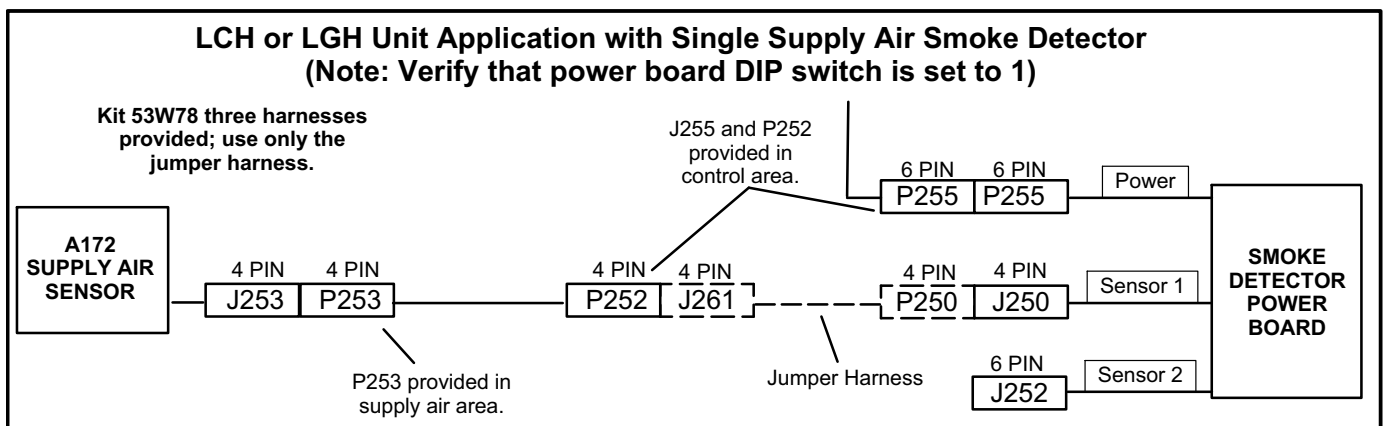 LCH or LGH Unit Application with Single Supply Air Smoke Detector
(Note: Verify that power board DIP switch is set to 1)
Kit 53W78 three harnesses
provided; use only the
jumper harness.
J255 and P252
provided in
control area.
6 PIN 6 PIN
P255 P255
Power
A172
SUPPLY AIR
SENSOR
4 PIN 4 PIN
J253 P253
4 PIN 4 PIN
P252 J261
4 PIN 4 PIN
P250 J250
Sensor 1
SMOKE
DETECTOR
POWER
BOARD
P253 provided in
supply air area.
Jumper Harness
6 PIN
J252
Sensor 2